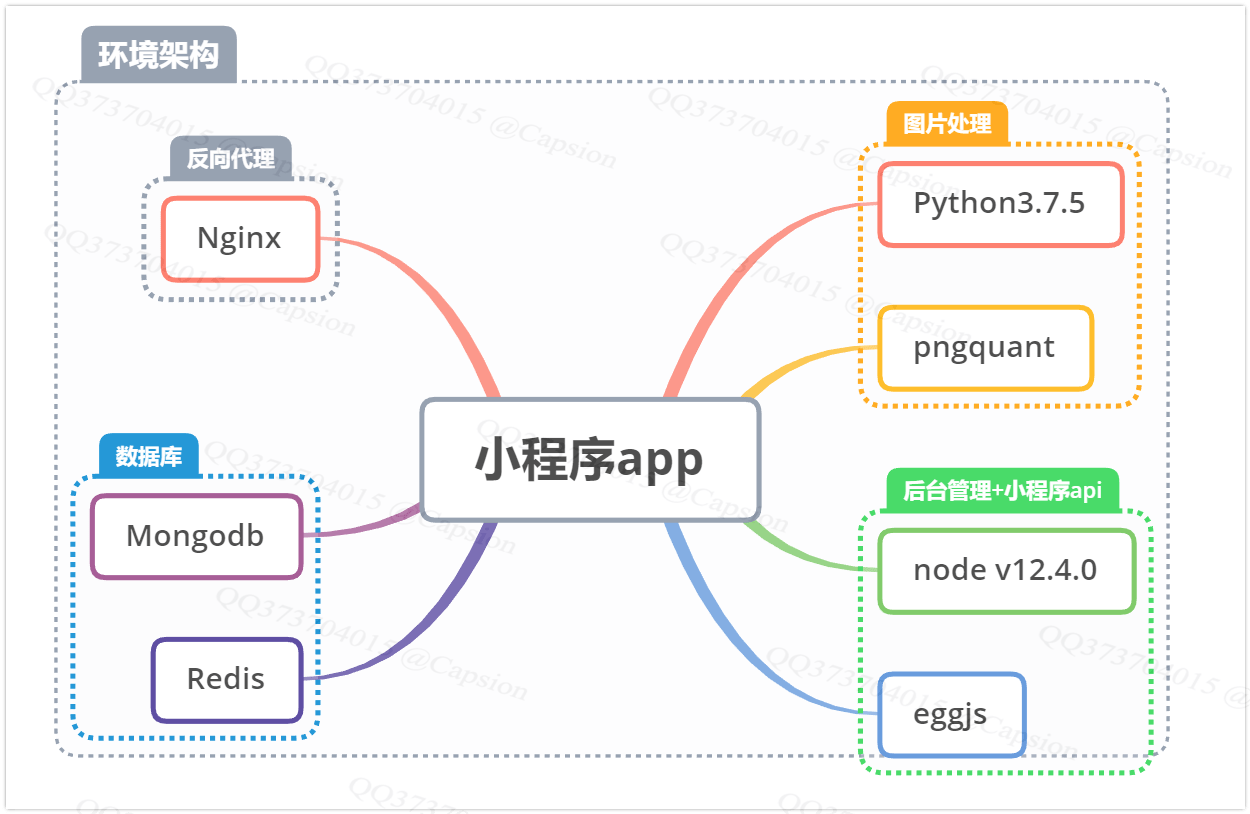 环境架构
反向代理
Nginx
图片处理
Python3.7.5
pngquant
小程序app
数据库
Mongodb
Redis
后台管理+小程序api
node v12.4.0
eggjs
QQ373704015 @Capsion